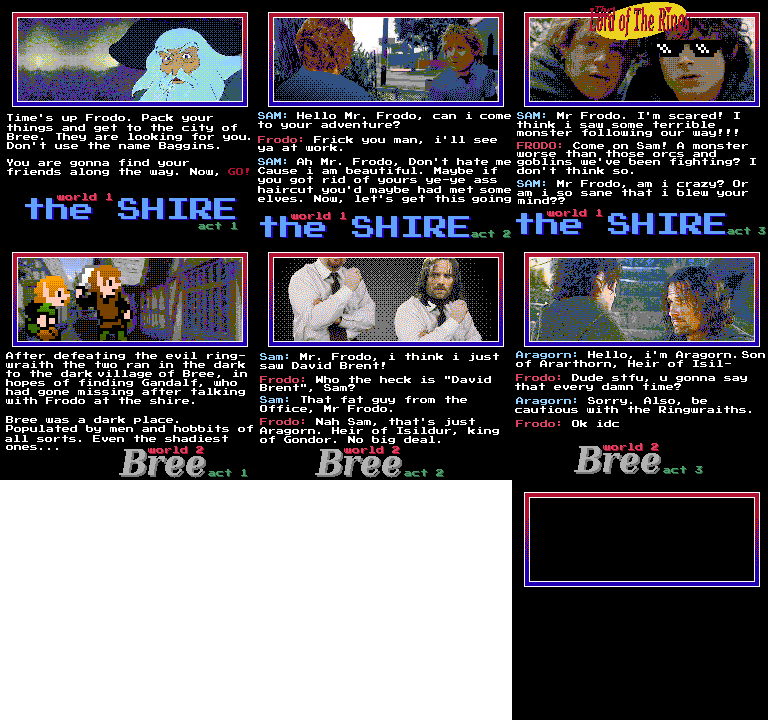 Time's up Frodo. Pack your
things and get to the city of
Bree. They are looking for you.
Don't use the name Baggins.
You are gonna find your
friends along the way. Now, GO!
world 1
the SHIRE
act 1
SAM: Hello Mr. Frodo, can i come
to your adventure?
Frodo: Frick you man, i'll see
ya at work.
SAM: Ah Mr. Frodo, Don't hate me
Cause i am beautiful. Maybe if
you got rid of yours ye-ye ass
haircut you'd maybe had met some
elves. Now, let's get this going
world 1
the SHIRE
act 2
Lord of The Rings
SAM: Mr Frodo. I'm scared! I
think i saw some terrible
monster following our way!!!
FRODO: Come on Sam! A monster
worse than those orcs and
goblins we've been fighting? I
don't think so.
SAM: Mr Frodo, am i crazy? Or
am i so sane that i blew your
mind??
world 1
the SHIRE
act 3
After defeating the evil ring-
wraith the two ran in the dark
to the dark village of Bree, in
hopes of finding Gandalf, who
had gone missing after talking
with Frodo at the shire.
Bree was a dark place.
Populated by men and hobbits of
all sorts. Even the shadiest
ones...
world 2
Bree
act 1
Sam: Mr. Frodo, i think i just
saw David Brent!
Frodo: Who the heck is "David
Brent", Sam?
Sam: That fat guy from the
Office, Mr Frodo.
Frodo: Nah Sam, that's just
Aragorn. Heir of Isildur, king
of Gondor. No big deal.
world 2
Bree
act 2
Aragorn: Hello, i'm Aragorn.Son
of Ararthorn, Heir of Isil-
Frodo: Dude stfu, u gonna say
that every damn time?
Aragorn: Sorry. Also, be
cautious with the Ringwraiths.
Frodo: Ok idc
world 2
Bree
act 3